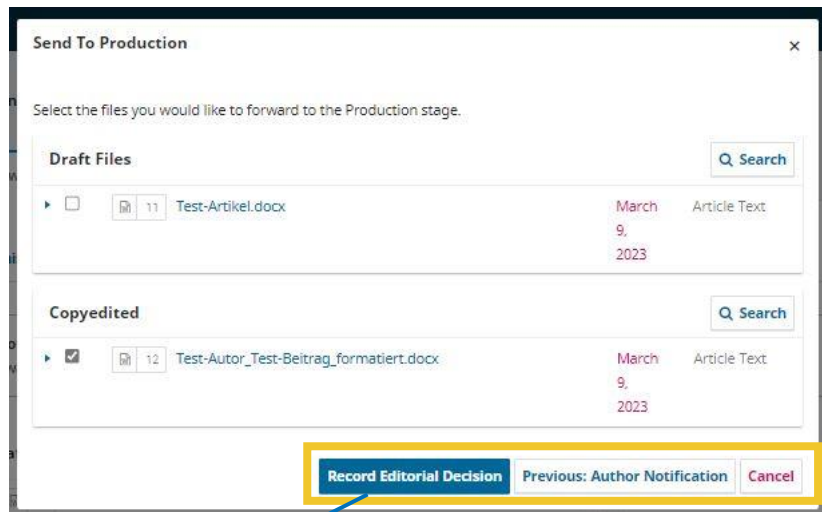 Send To Production ×
Select the files you would like to forward to the Production stage.
Draft Files Search
11 Test-Artikel.docx March Article Text
9,
2023
Copyedited Search
12 Test-Autor_Test-Beitrag_formatiert.docx March Article Text
9,
2023
Record Editorial Decision Previous: Author Notification Cancel